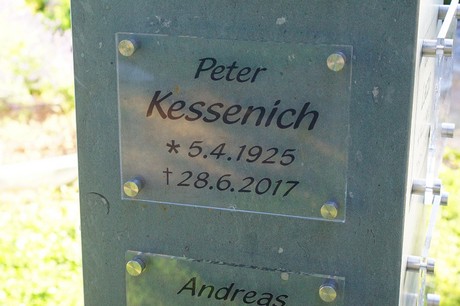 Peter
Kessenich
* 5.4.1925
† 28.6.2017
Andreas